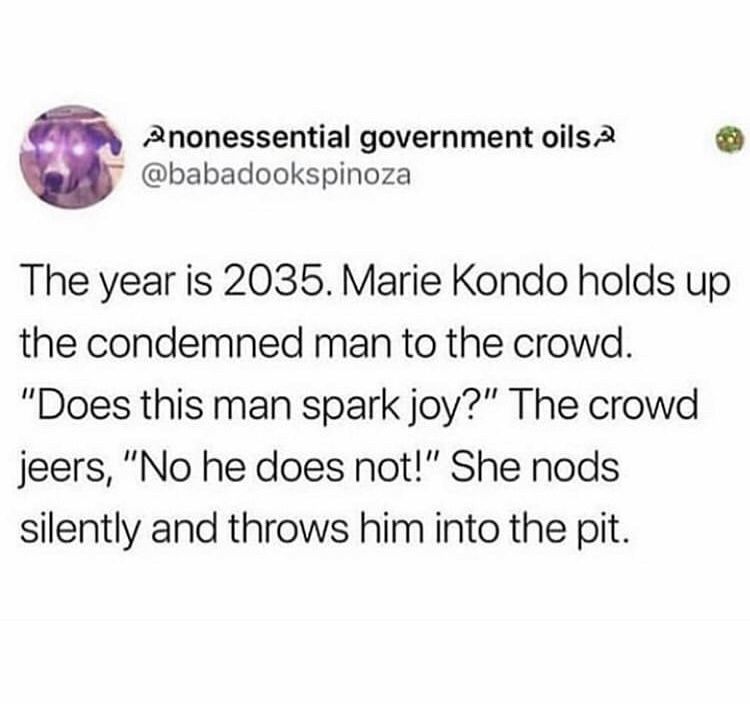 ☭nonessential government oils☭
@babadookspinoza
The year is 2035. Marie Kondo holds up
the condemned man to the crowd.
"Does this man spark joy?" The crowd
jeers, "No he does not!" She nods
silently and throws him into the pit.